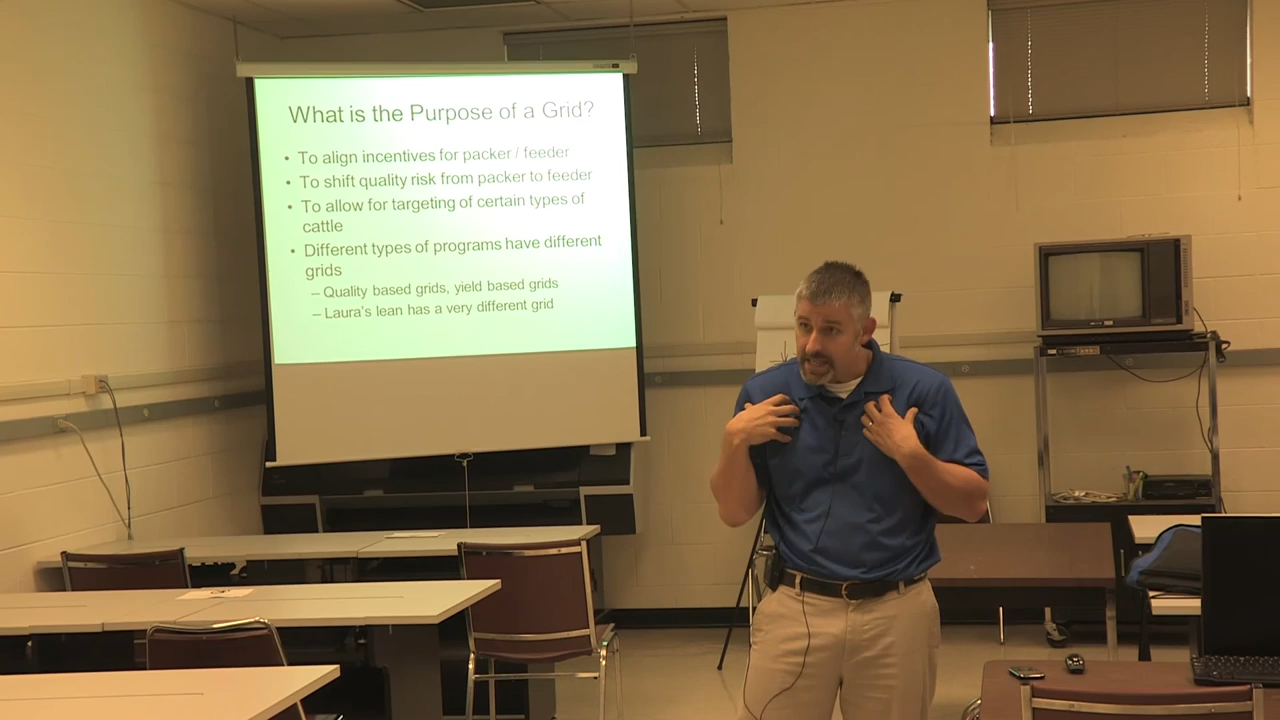 What is the Purpose of a Grid?
• To align incentives for packer / feeder
• To shift quality risk from packer to feeder
• To allow for targeting of certain types of
cattle
• Different types of programs have different
grids
– Quality based grids, yield based grids
– Laura's lean has a very different grid